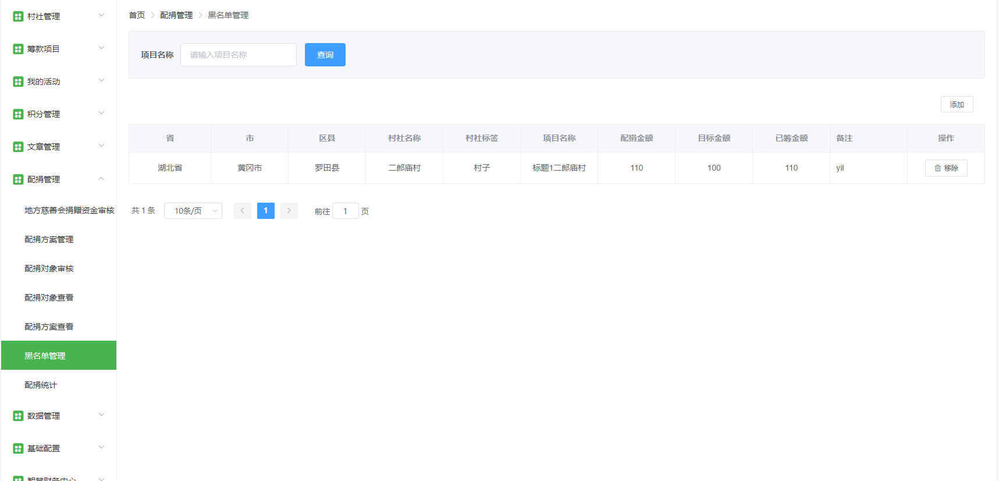 村社管理
筹款项目
我的活动
积分管理
文章管理
配捐管理
地方慈善会捐赠资金审核
配捐方案管理
配捐对象审核
配捐对象查看
配捐方案查看
黑名单管理
配捐统计
数据管理
基础配置
智慧财务中心
首页 > 配捐管理 > 黑名单管理
项目名称 请输入项目名称 查询
添加
省 市 区县 村社名称 村社标签 项目名称 配捐金额 目标金额 已筹金额 备注 操作
湖北省 黄冈市 罗田县 二郎庙村 村子 标题1二郎庙村 110 100 110 yil 移除
共 1 条 10条/页 < 1 > 前往 1 页